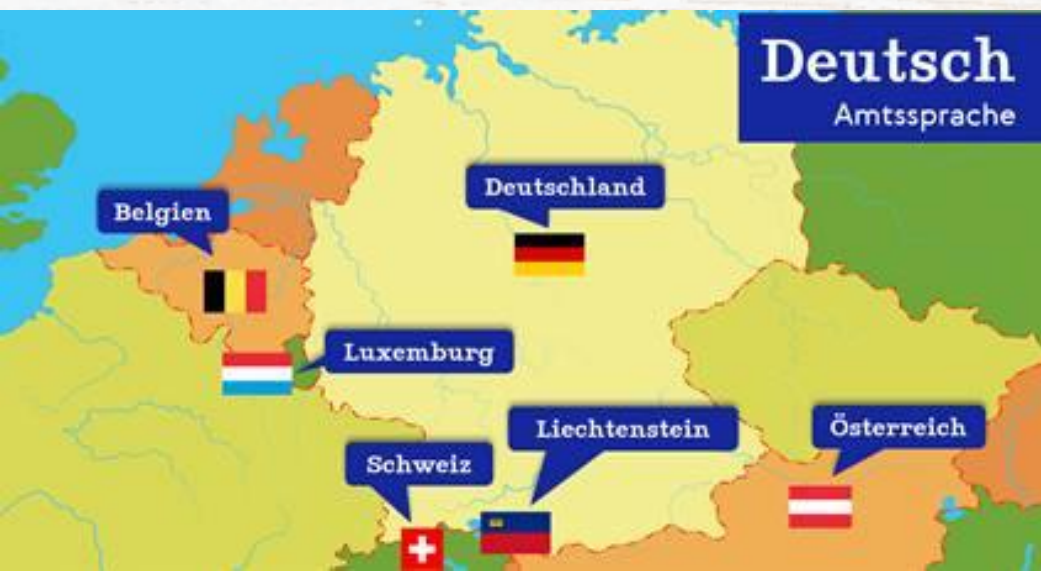 Deutsch
Amtssprache
Deutschland
Belgien
Luxemburg
Liechtenstein
Österreich
Schweiz